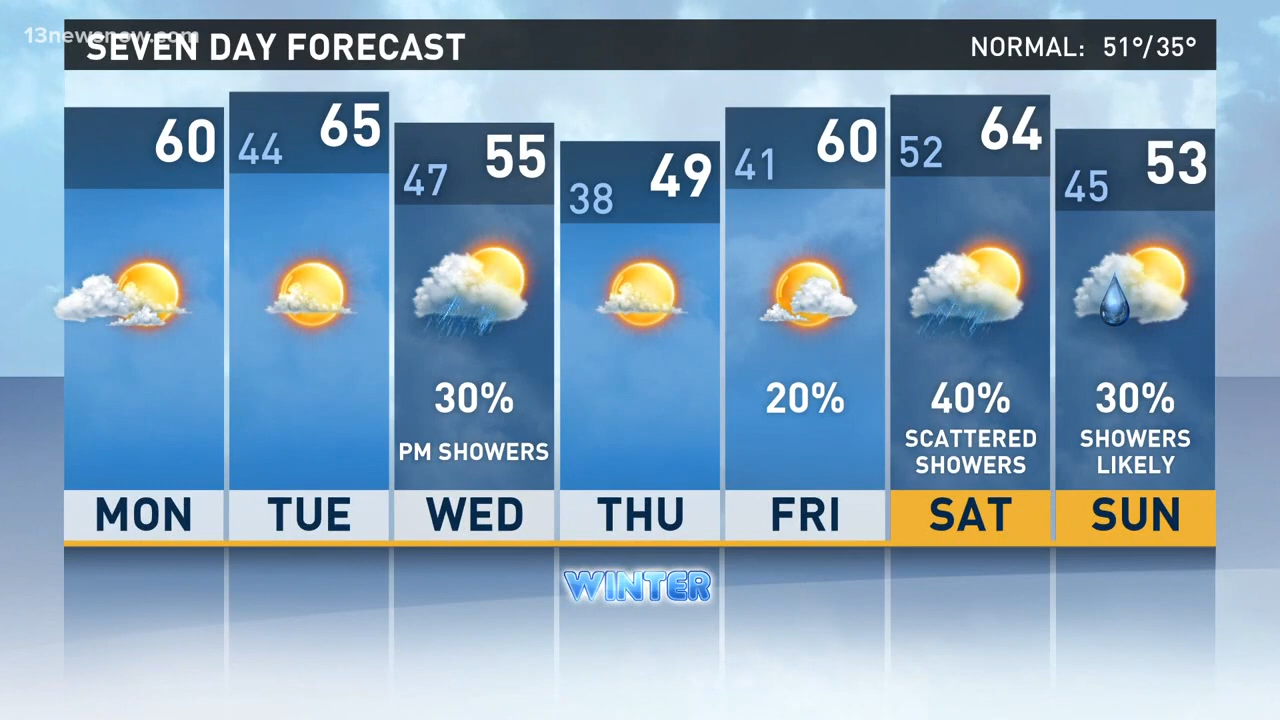 13newsnow.com
SEVEN DAY FORECAST
NORMAL: 51°/35°
60
44 65
47 55
38 49
41 60
52 64
45 53
30%
20%
40%
30%
PM SHOWERS
SCATTERED
SHOWERS
SHOWERS
LIKELY
MON TUE WED THU FRI SAT SUN
WINTER